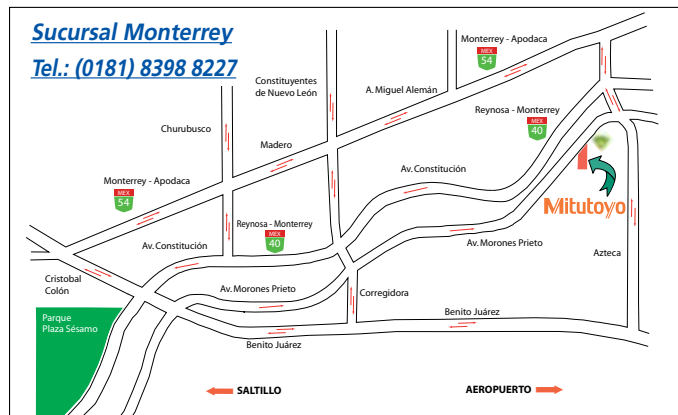 Sucursal Monterrey
Tel.: (0181) 8398 8227
Monterrey - Apodaca
MEX
54
Constituyentes
de Nuevo León
A. Miguel Alemán
Reynosa - Monterrey
MEX
40
Churubusco
Madero
Av. Constitución
Monterrey - Apodaca
MEX
54
Mitutoyo
Reynosa - Monterrey
MEX
40
Av. Constitución
Av. Morones Prieto
Azteca
Cristobal
Colón
Av. Morones Prieto
Corregidora
Parque
Plaza Sésamo
Benito Juárez
Benito Juárez
SALTILLO
AEROPUERTO